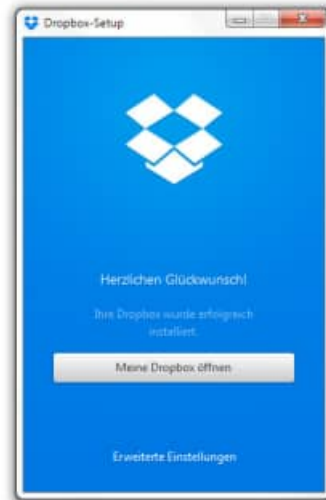 Dropbox-Setup
Herzlichen Glückwunsch!
Ihre Dropbox wurde erfolgreich
installiert.
Meine Dropbox öffnen
Erweiterte Einstellungen